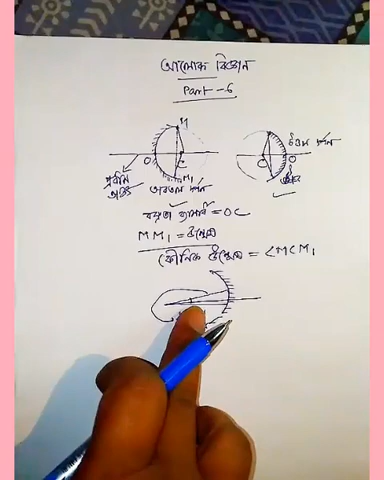 আলোক বিজ্ঞান
Part-6
M
O
C
M₁
প্রধান
অক্ষ
অবতল দর্পণ
C
O
উত্তল দর্পণ
বক্রতা ব্যাসার্ধ = OC
MM₁ = উন্মেষ
কৌনিক উন্মেষ = ∠MCM₁